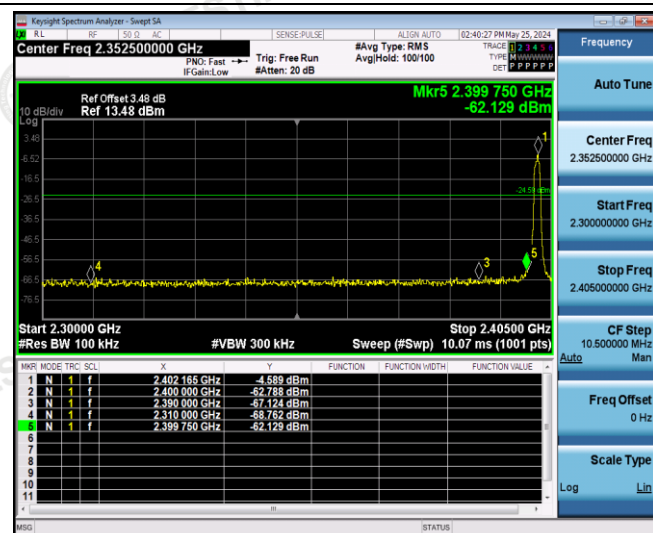 Keysight Spectrum Analyzer - Swept SA
RL RF 50 Ω AC SENSE:PULSE ALIGN AUTO 02:40:27 PM May 25, 2024
Center Freq 2.352500000 GHz
PNO: Fast
IFGain:Low
Trig: Free Run
#Atten: 20 dB
#Avg Type: RMS
Avg|Hold: 100/100
TRACE 1 2 3 4 5 6
TYPE M WWWWW
DET P P P P P P
Frequency
Auto Tune
Center Freq
2.352500000 GHz
Start Freq
2.300000000 GHz
Stop Freq
2.405000000 GHz
CF Step
10.500000 MHz
Auto Man
Freq Offset
0 Hz
Scale Type
Log Lin
Ref Offset 3.48 dB
10 dB/div Ref 13.48 dBm
Log
Mkr5 2.399 750 GHz
-62.129 dBm
3.48
-6.52
-16.5
-26.5
-36.5
-46.5
-56.5
-66.5
-76.5
-24.59 dBm
1
4
3
5
Start 2.30000 GHz Stop 2.40500 GHz
#Res BW 100 kHz #VBW 300 kHz Sweep (#Swp) 10.07 ms (1001 pts)
MKR MODE TRC SCL X Y FUNCTION FUNCTION WIDTH FUNCTION VALUE
1 N 1 f 2.402 165 GHz -4.589 dBm
2 N 1 f 2.400 000 GHz -62.788 dBm
3 N 1 f 2.390 000 GHz -67.124 dBm
4 N 1 f 2.310 000 GHz -68.762 dBm
5 N 1 f 2.399 750 GHz -62.129 dBm
6
7
8
9
10
11
MSG STATUS